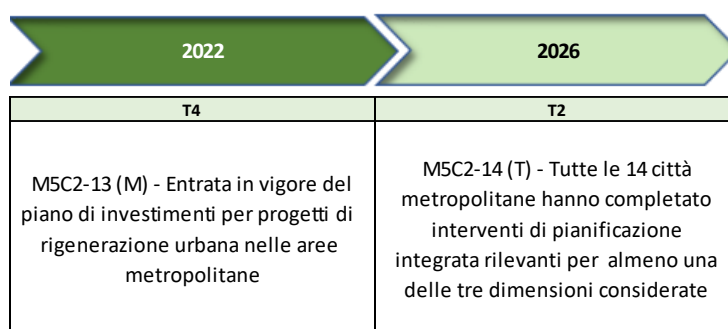 2022
2026
T4
T2
M5C2-13 (M) - Entrata in vigore del
piano di investimenti per progetti di
rigenerazione urbana nelle aree
metropolitane
M5C2-14 (T) - Tutte le 14 città
metropolitane hanno completato
interventi di pianificazione
integrata rilevanti per almeno una
delle tre dimensioni considerate